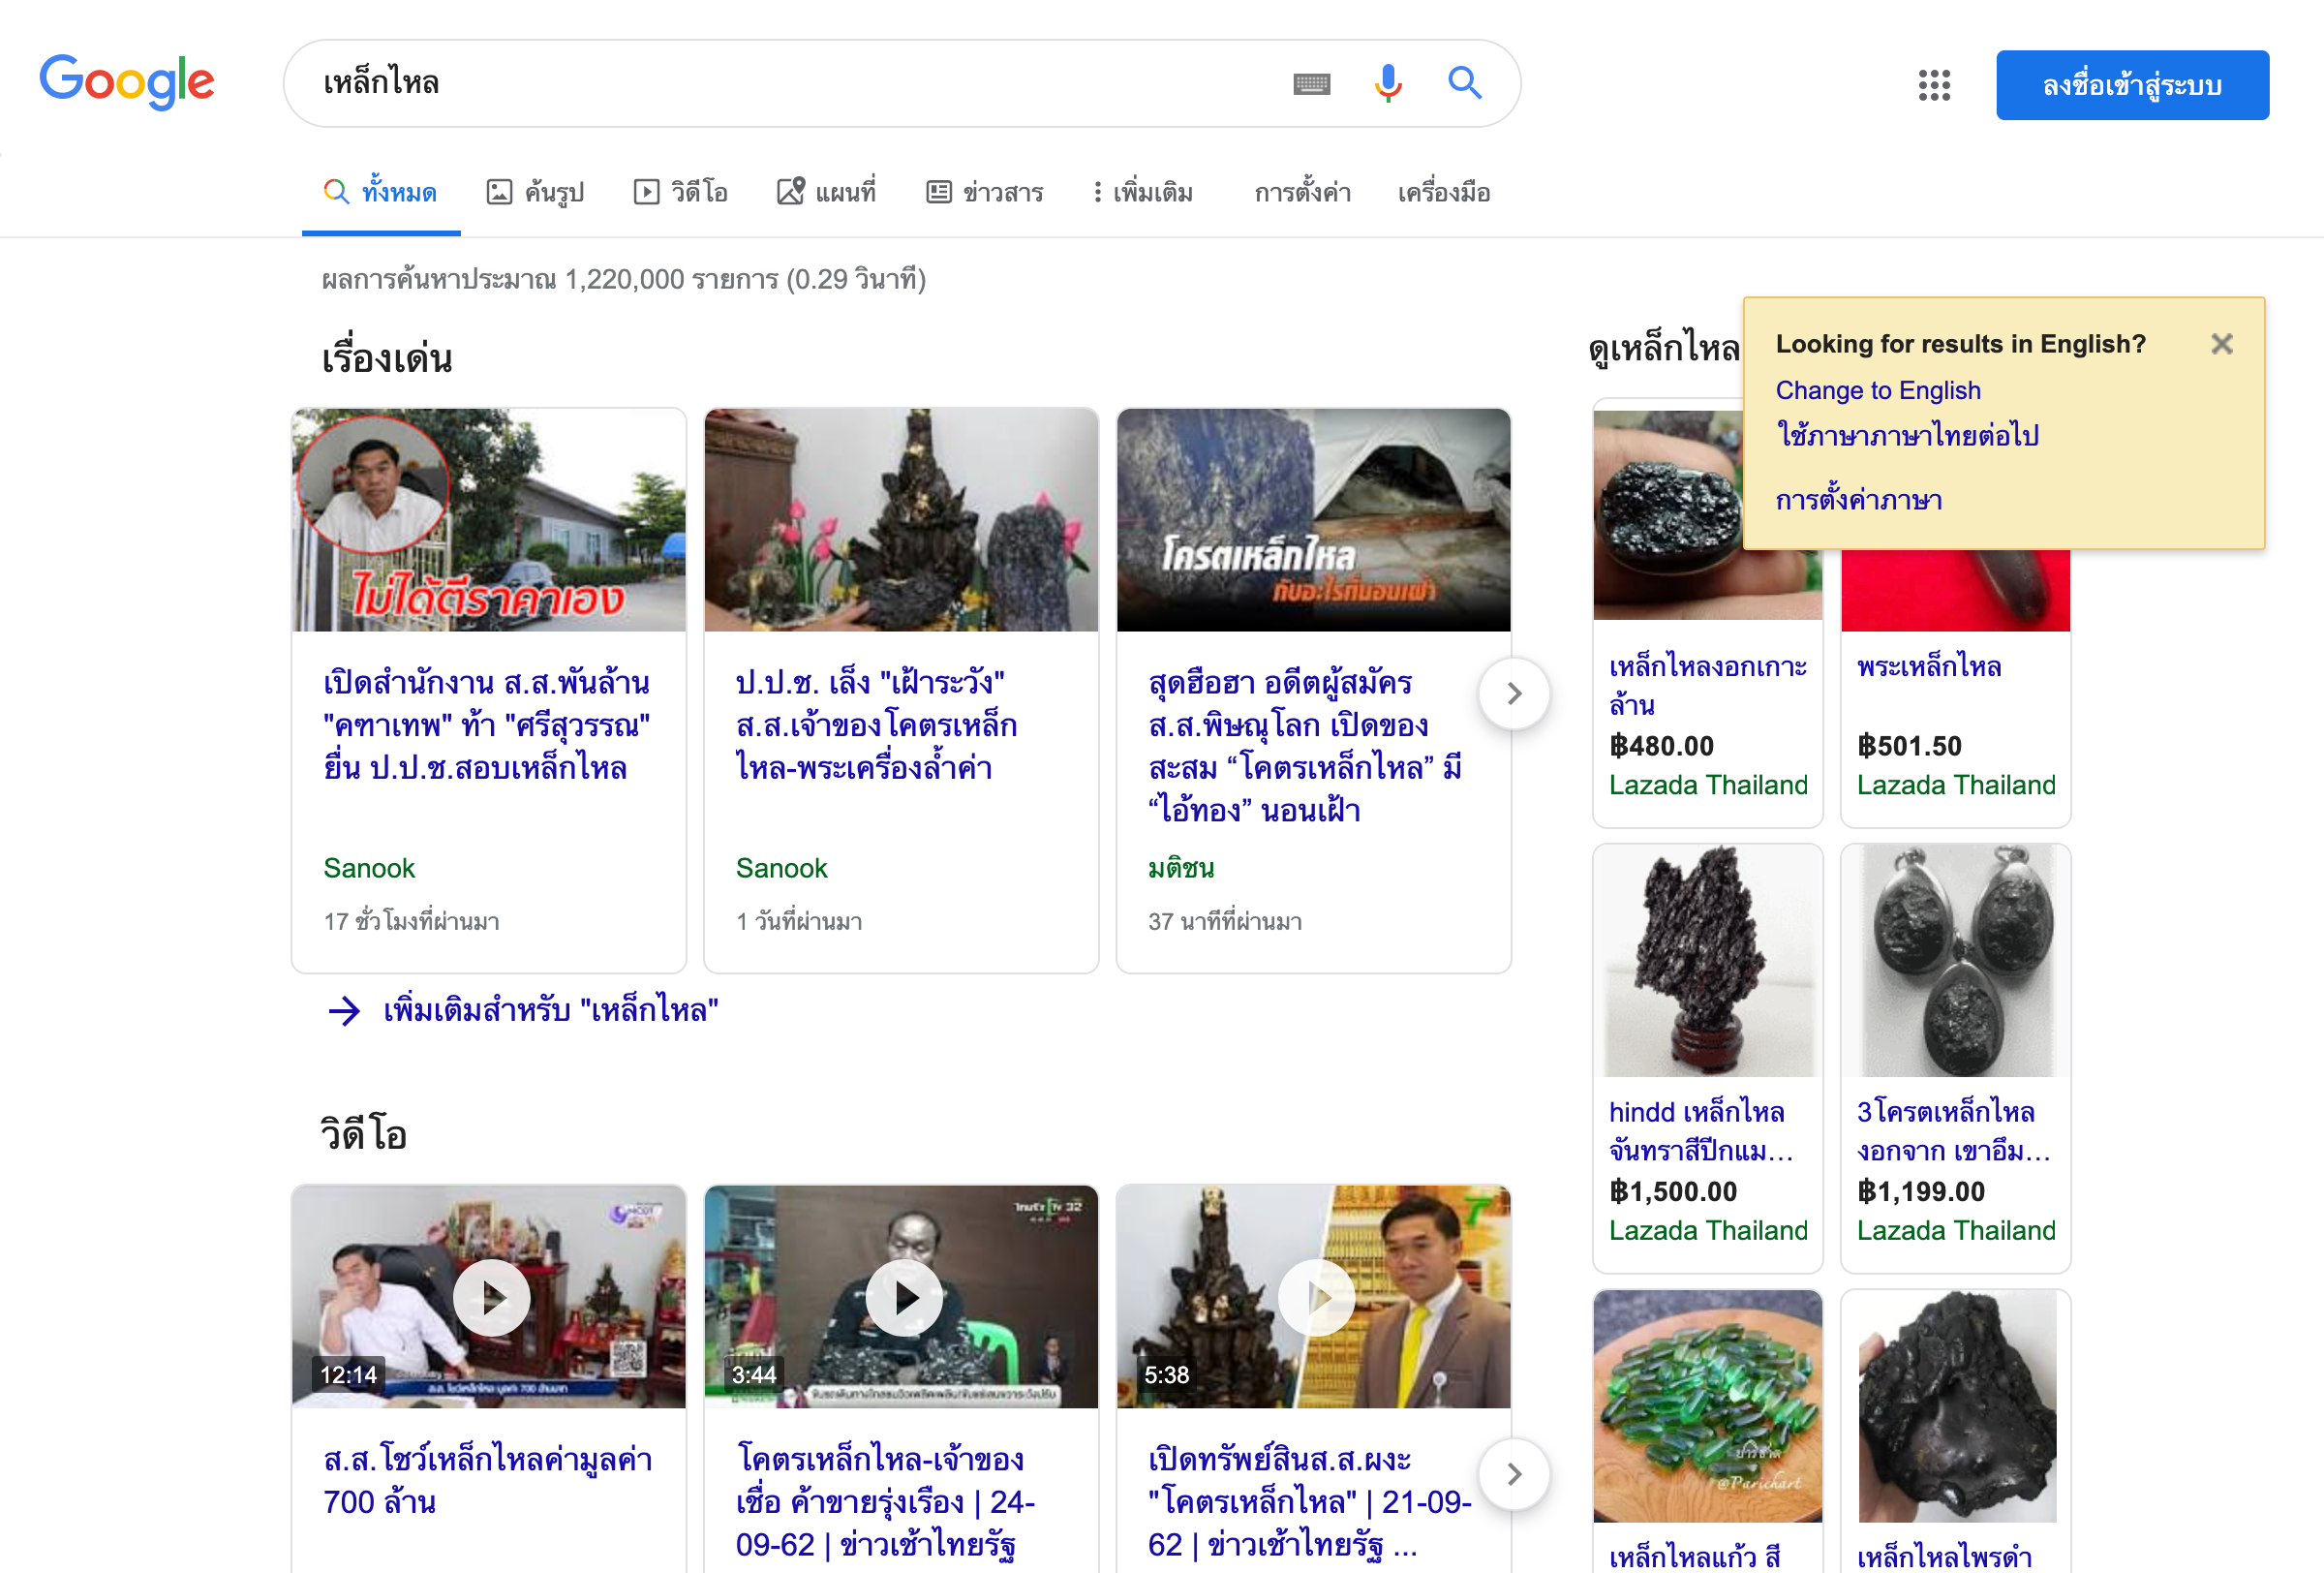 Google
เหล็กไหล
ลงชื่อเข้าสู่ระบบ
ทั้งหมด
ค้นรูป
วิดีโอ
แผนที่
ข่าวสาร
เพิ่มเติม
การตั้งค่า
เครื่องมือ
ผลการค้นหาประมาณ 1,220,000 รายการ (0.29 วินาที)
เรื่องเด่น
ไม่ได้ตีราคาเอง
เปิดสำนักงาน ส.ส.พันล้าน
"คฑาเทพ" ท้า "ศรีสุวรรณ"
ยื่น ป.ป.ช.สอบเหล็กไหล
Sanook
17 ชั่วโมงที่ผ่านมา
ป.ป.ช. เล็ง "เฝ้าระวัง"
ส.ส.เจ้าของโคตรเหล็ก
ไหล-พระเครื่องล้ำค่า
Sanook
1 วันที่ผ่านมา
โครตเหล็กไหล
กับอะไรที่นอนเฝ้า
สุดฮือฮา อดีตผู้สมัคร
ส.ส.พิษณุโลก เปิดของ
สะสม “โคตรเหล็กไหล” มี
“ไอ้ทอง” นอนเฝ้า
มติชน
37 นาทีที่ผ่านมา
เพิ่มเติมสำหรับ "เหล็กไหล"
วิดีโอ
12:14
ส.ส.โชว์เหล็กไหลค่ามูลค่า
700 ล้าน
3:44
โคตรเหล็กไหล-เจ้าของ
เชื่อ ค้าขายรุ่งเรือง | 24-
09-62 | ข่าวเช้าไทยรัฐ
5:38
เปิดทรัพย์สินส.ส.ผงะ
"โคตรเหล็กไหล" | 21-09-
62 | ข่าวเช้าไทยรัฐ ...
ดูเหล็กไหล
Looking for results in English?
Change to English
ใช้ภาษาภาษาไทยต่อไป
การตั้งค่าภาษา
เหล็กไหลงอกเกาะ
ล้าน
฿480.00
Lazada Thailand
พระเหล็กไหล
฿501.50
Lazada Thailand
hindd เหล็กไหล
จันทราสีปีกแม…
฿1,500.00
Lazada Thailand
3โครตเหล็กไหล
งอกจาก เขาอึม…
฿1,199.00
Lazada Thailand
ปาริชาต
@Parichart
เหล็กไหลแก้ว สี
เหล็กไหลไพรดำ